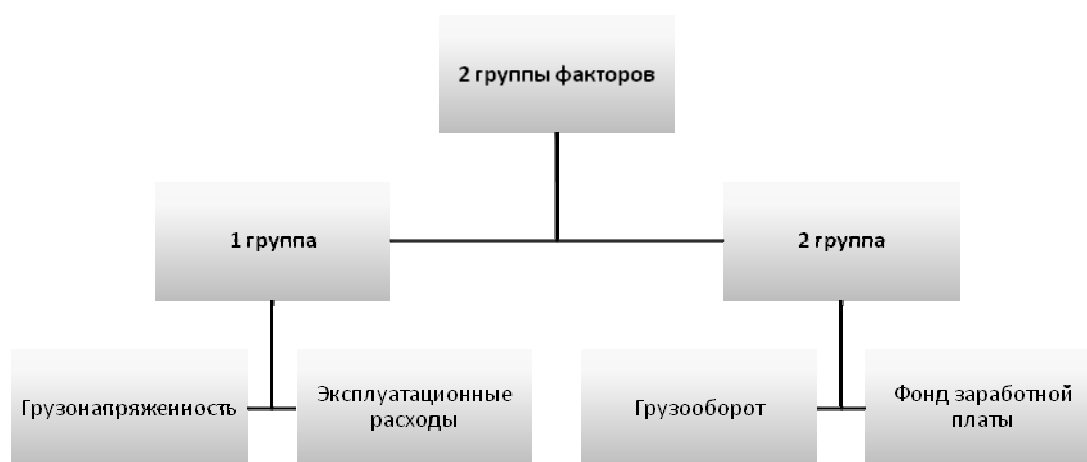 2 группы факторов
1 группа
2 группа
Грузонапряженность
Эксплуатационные
расходы
Грузооборот
Фонд заработной
платы